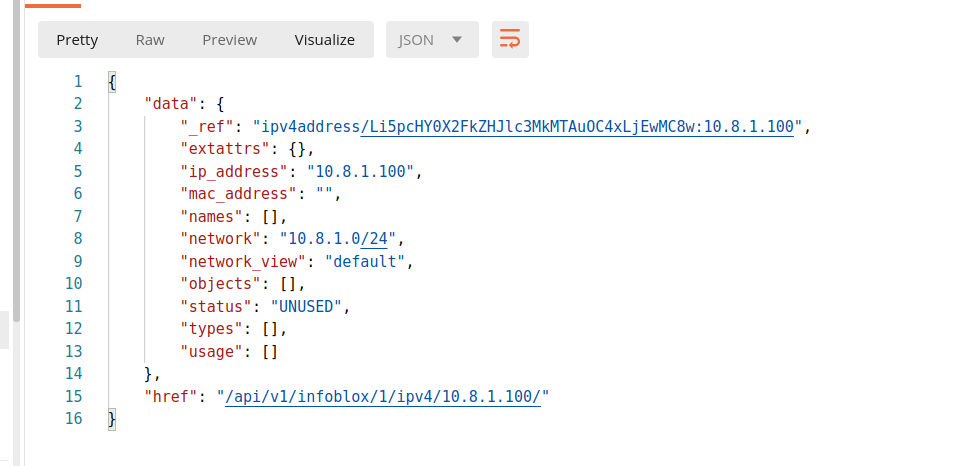 Pretty Raw Preview Visualize JSON
1 {
2 "data": {
3 "_ref": "ipv4address/Li5pcHY0X2FkZHJlc3MkMTAuOC4xLjEwMC8w:10.8.1.100",
4 "extattrs": {},
5 "ip_address": "10.8.1.100",
6 "mac_address": "",
7 "names": [],
8 "network": "10.8.1.0/24",
9 "network_view": "default",
10 "objects": [],
11 "status": "UNUSED",
12 "types": [],
13 "usage": []
14 },
15 "href": "/api/v1/infoblox/1/ipv4/10.8.1.100/"
16 }